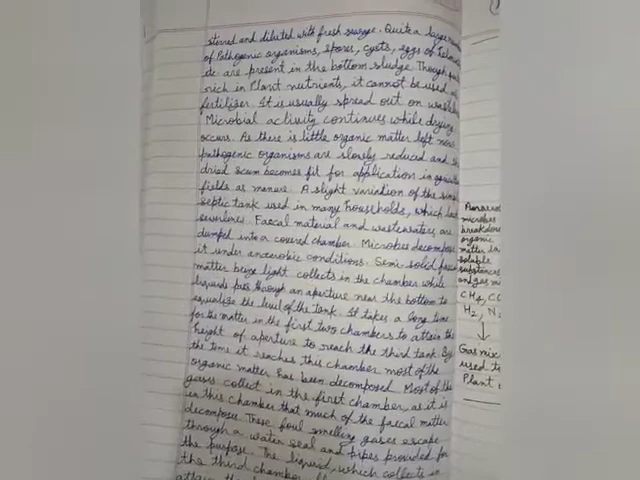 stirred and diluted with fresh sewage. Quite a large
of Pathogenic organisms, spores, cysts, eggs of
etc are present in the bottom sludge. Though
rich in Plant nutrients, it cannot be used
fertilizer. It is usually spread out on
Microbial activity continues while drying
occurs. As there is little organic matter left
pathogenic organisms are slowly reduced and
dried scum becomes fit for application in
fields as manure. A slight variation of the
septic tank used in many households, which
sewerlines. Faecal material and wastewaters are
dumped into a covered chamber. Microbes decompose
it under anaerobic conditions. Semi solid
matter being light collects in the chamber while
liquids pass through an aperture near the bottom to
equalize the level of the tank. It takes a long time
for the matter in the first two chambers to attain the
height of aperture to reach the third tank. By
the time it reaches this chamber most of the
organic matter has been decomposed. Most of the
gases collect in the first chamber, as it is
in this chamber that much of the faecal matter
decompose. These foul smelling gases escape
through a water seal and pipes provided for
the purpose. The liquid, which collects in
the third chamber
attain the
microbes
breakdown
organic
matter in
soluble
substances
and gas
CH4, CO
H2, N
↓
Gas mix
used to
Plant